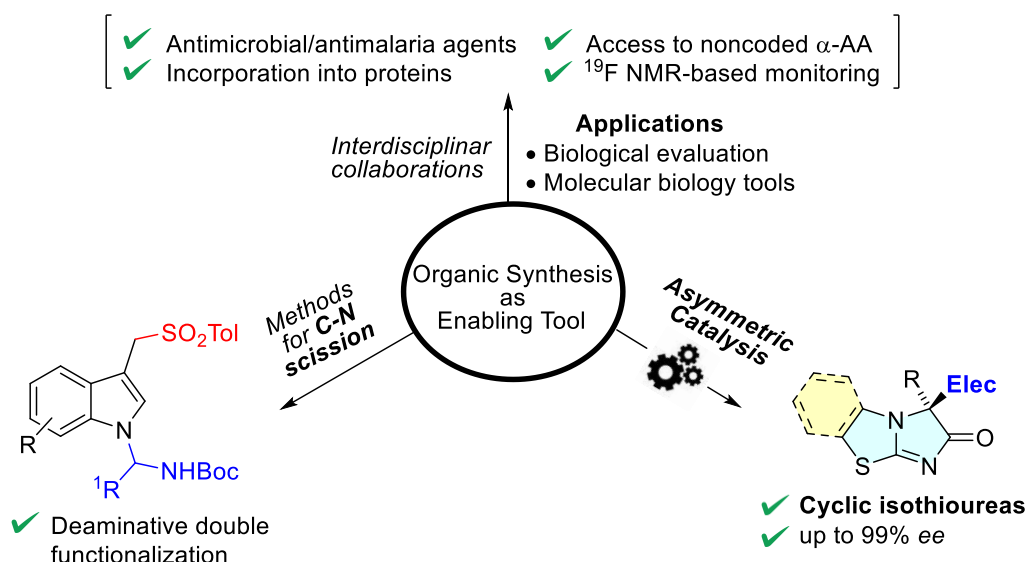 ✔ Antimicrobial/antimalaria agents
✔ Incorporation into proteins
✔ Access to noncoded α-AA
✔ ¹⁹F NMR-based monitoring
Interdisciplinar
collaborations
Applications
• Biological evaluation
• Molecular biology tools
Organic Synthesis
as
Enabling Tool
Methods
for C-N
scission
Asymmetric
Catalysis
SO₂Tol
R
N
¹R
NHBoc
✔ Deaminative double
functionalization
R
Elec
N
O
S
N
✔ Cyclic isothioureas
✔ up to 99% ee